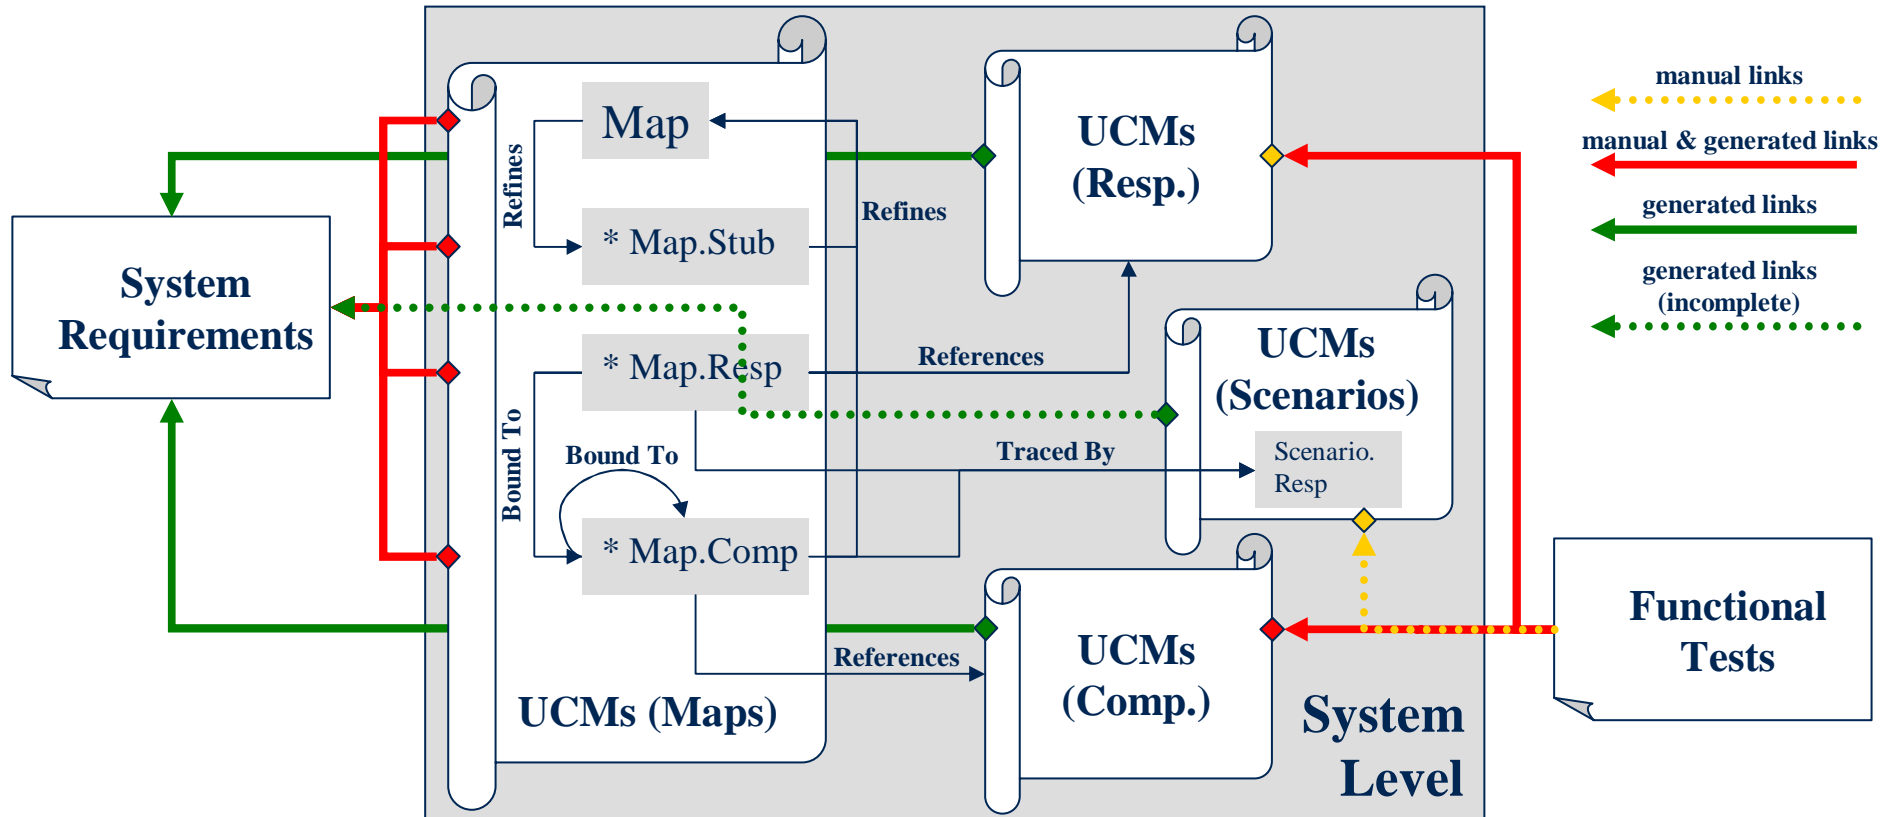 Map
Refines
* Map.Stub
Refines
* Map.Resp
References
Bound To
Bound To
* Map.Comp
Traced By
References
UCMs (Maps)
System
Requirements
UCMs
(Resp.)
UCMs
(Scenarios)
Scenario.
Resp
UCMs
(Comp.)
System
Level
Functional
Tests
manual links
manual & generated links
generated links
generated links
(incomplete)